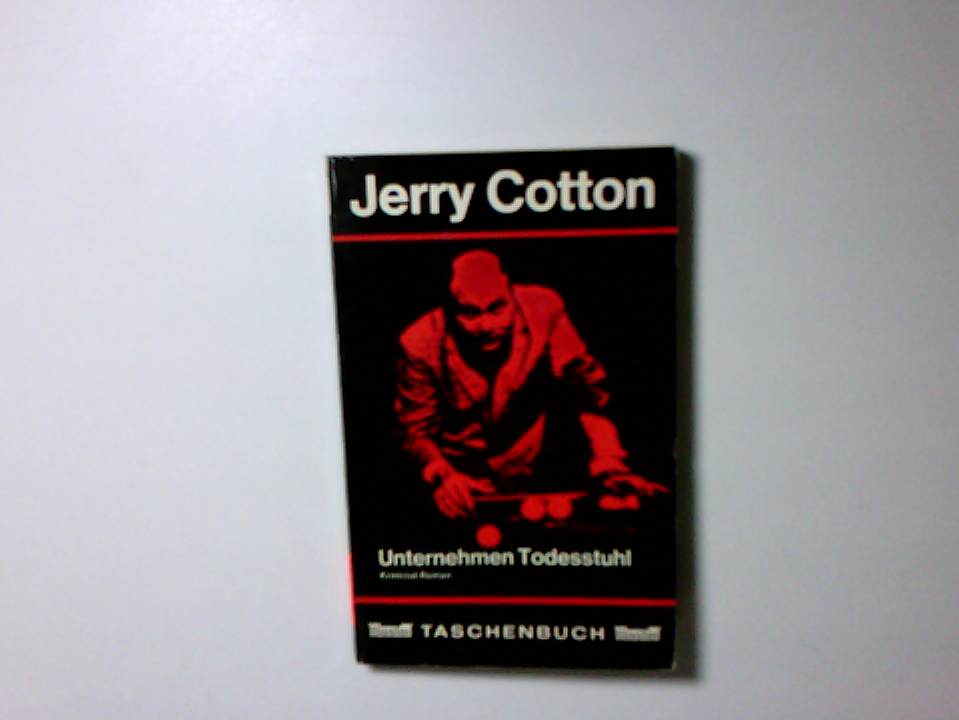 Jerry Cotton
Unternehmen Todesstuhl
Kriminal-Roman
TASCHENBUCH